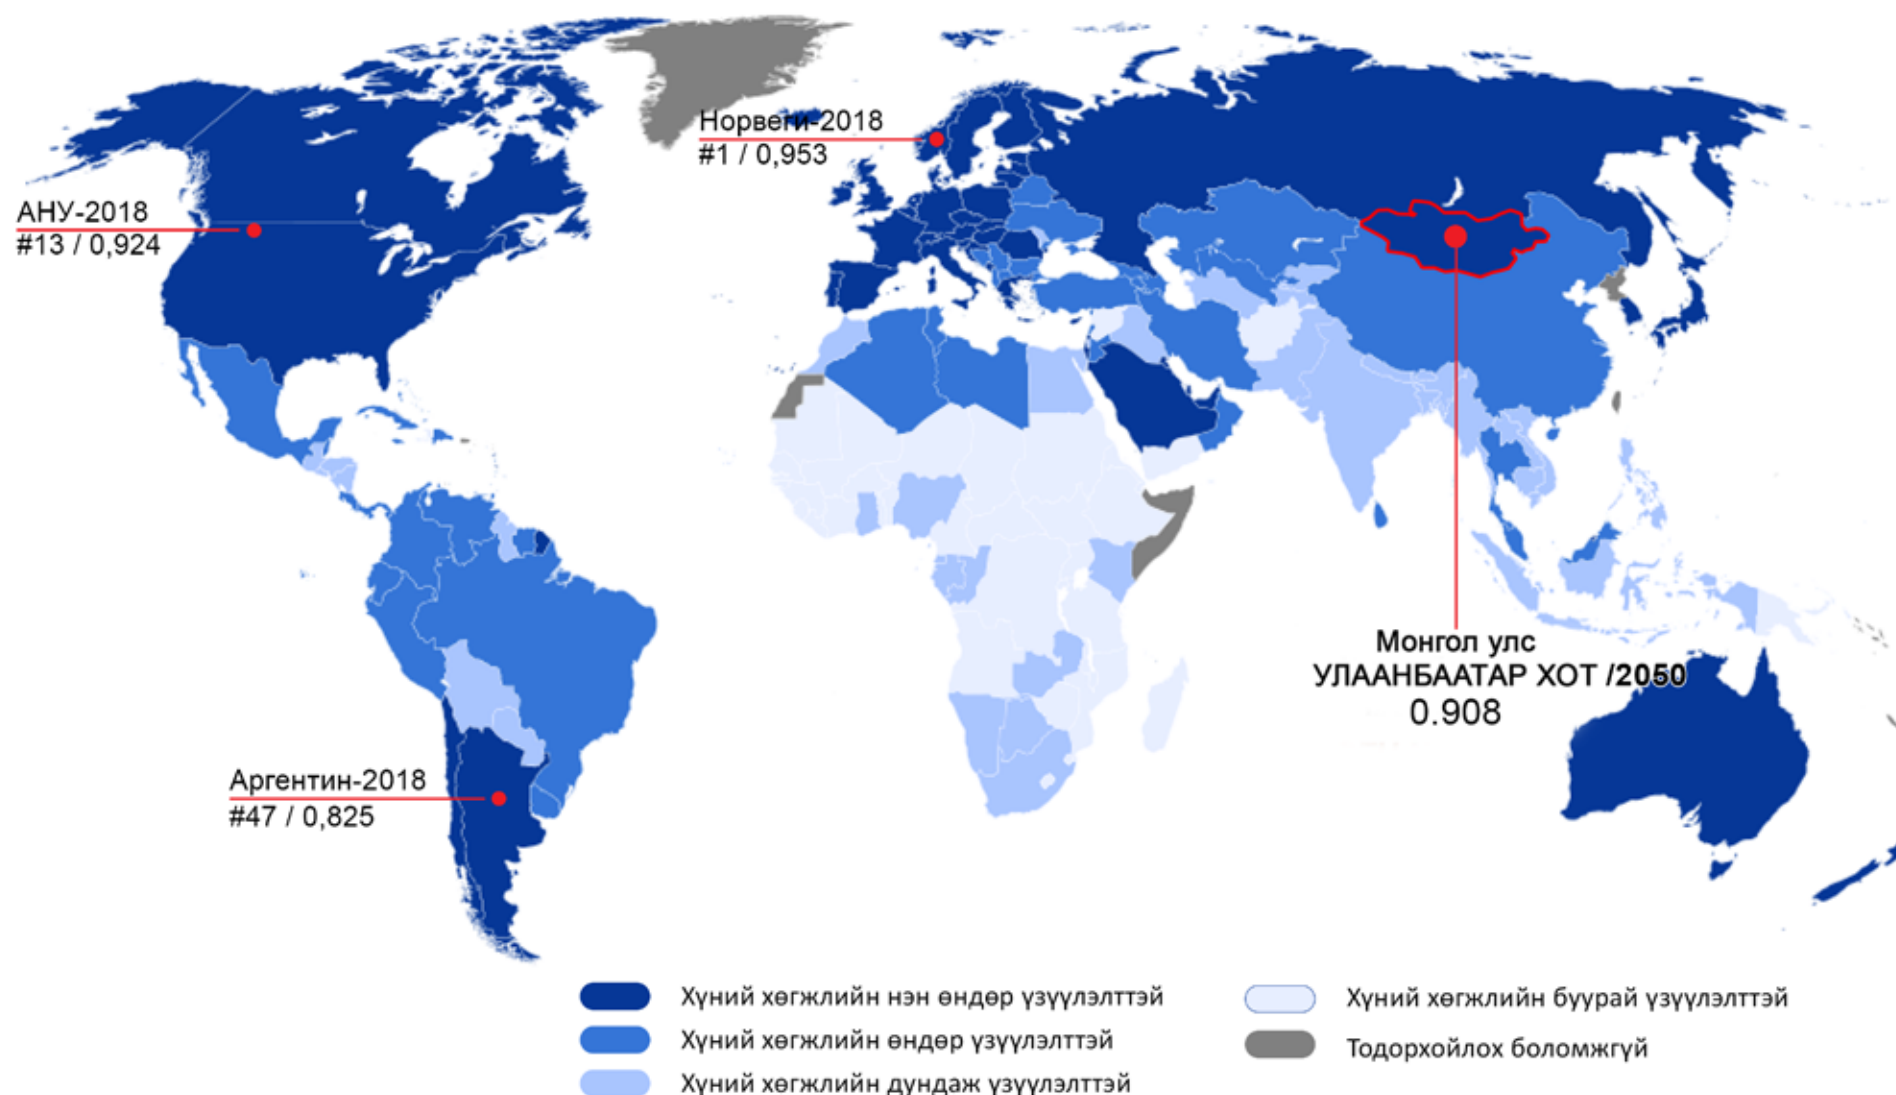 Норвеги-2018
#1 / 0,953
АНУ-2018
#13 / 0,924
Монгол улс
УЛААНБААТАР ХОТ /2050
0.908
Аргентин-2018
#47 / 0,825
Хүний хөгжлийн нэн өндөр үзүүлэлттэй
Хүний хөгжлийн өндөр үзүүлэлттэй
Хүний хөгжлийн дундаж үзүүлэлттэй
Хүний хөгжлийн буурай үзүүлэлттэй
Тодорхойлох боломжгүй